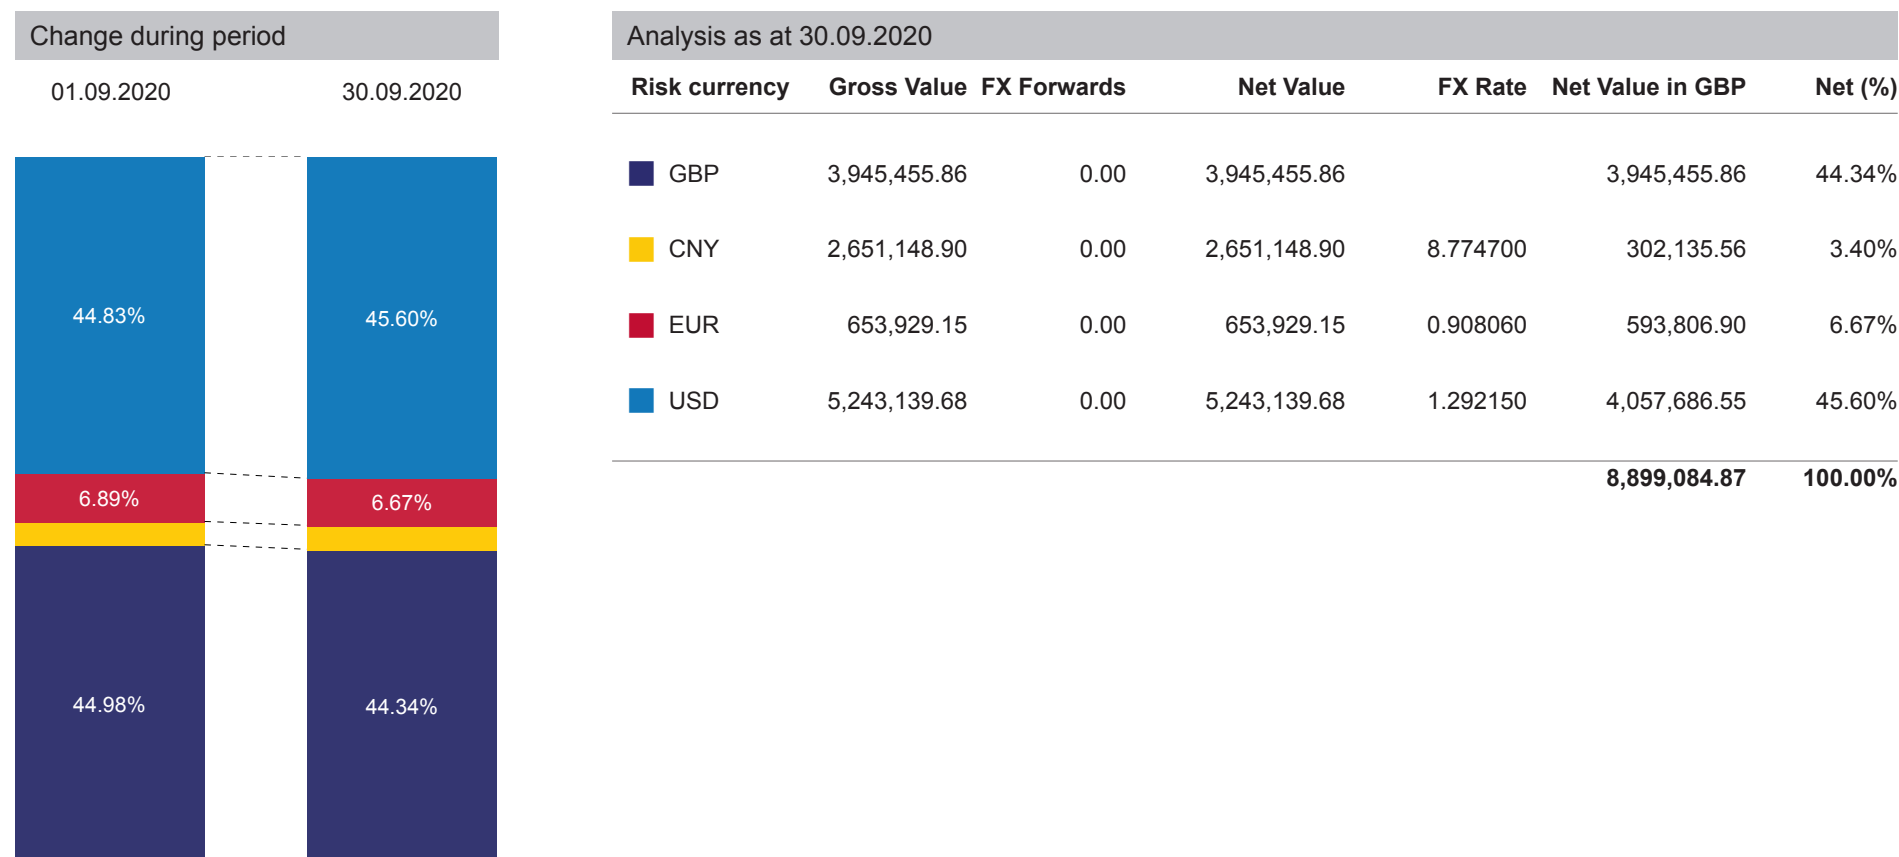 Change during period
01.09.2020 30.09.2020
44.83% 45.60%
6.89% 6.67%
44.98% 44.34%
Analysis as at 30.09.2020
Risk currency Gross Value FX Forwards Net Value FX Rate Net Value in GBP Net (%)
GBP 3,945,455.86 0.00 3,945,455.86 3,945,455.86 44.34%
CNY 2,651,148.90 0.00 2,651,148.90 8.774700 302,135.56 3.40%
EUR 653,929.15 0.00 653,929.15 0.908060 593,806.90 6.67%
USD 5,243,139.68 0.00 5,243,139.68 1.292150 4,057,686.55 45.60%
8,899,084.87 100.00%